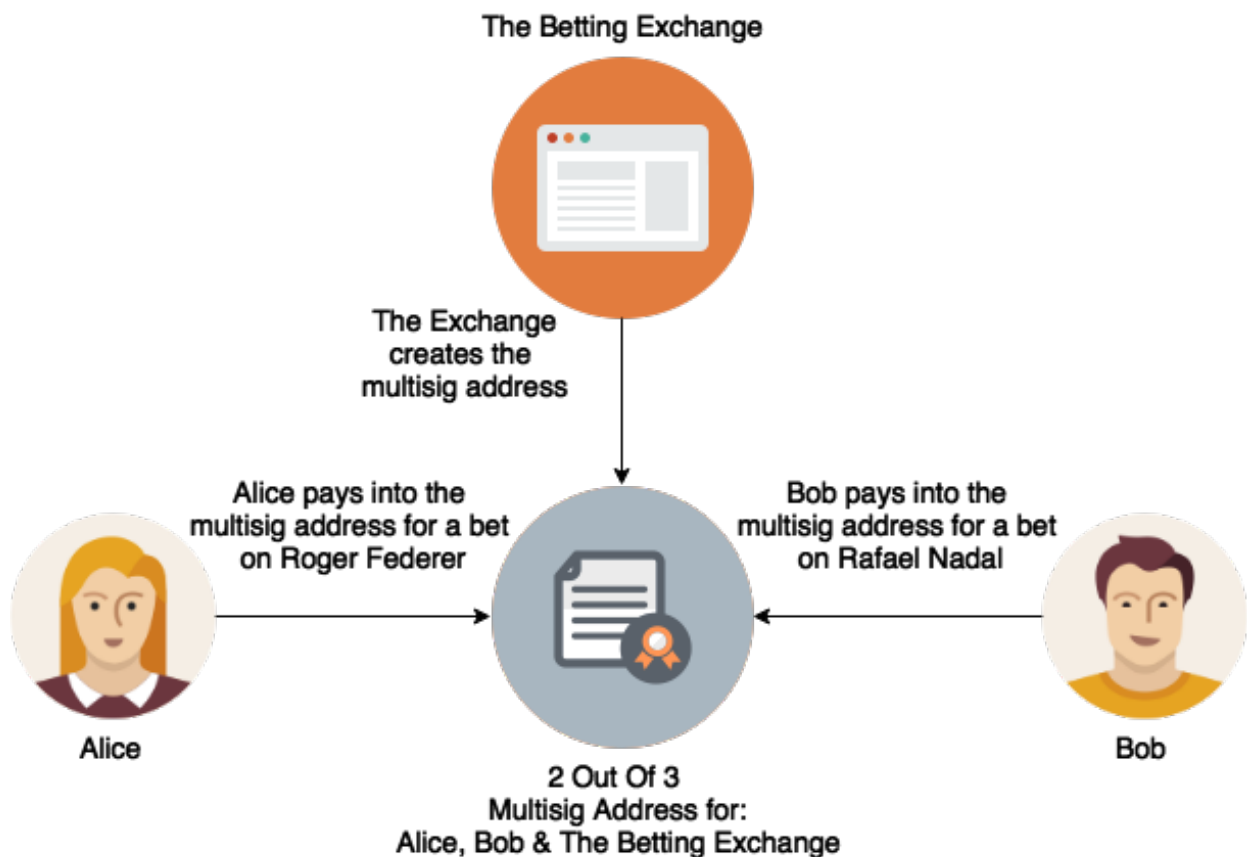 The Betting Exchange
The Exchange
creates the
multisig address
Alice pays into the
multisig address for a bet
on Roger Federer
Bob pays into the
multisig address for a bet
on Rafael Nadal
Alice
Bob
2 Out Of 3
Multisig Address for:
Alice, Bob & The Betting Exchange